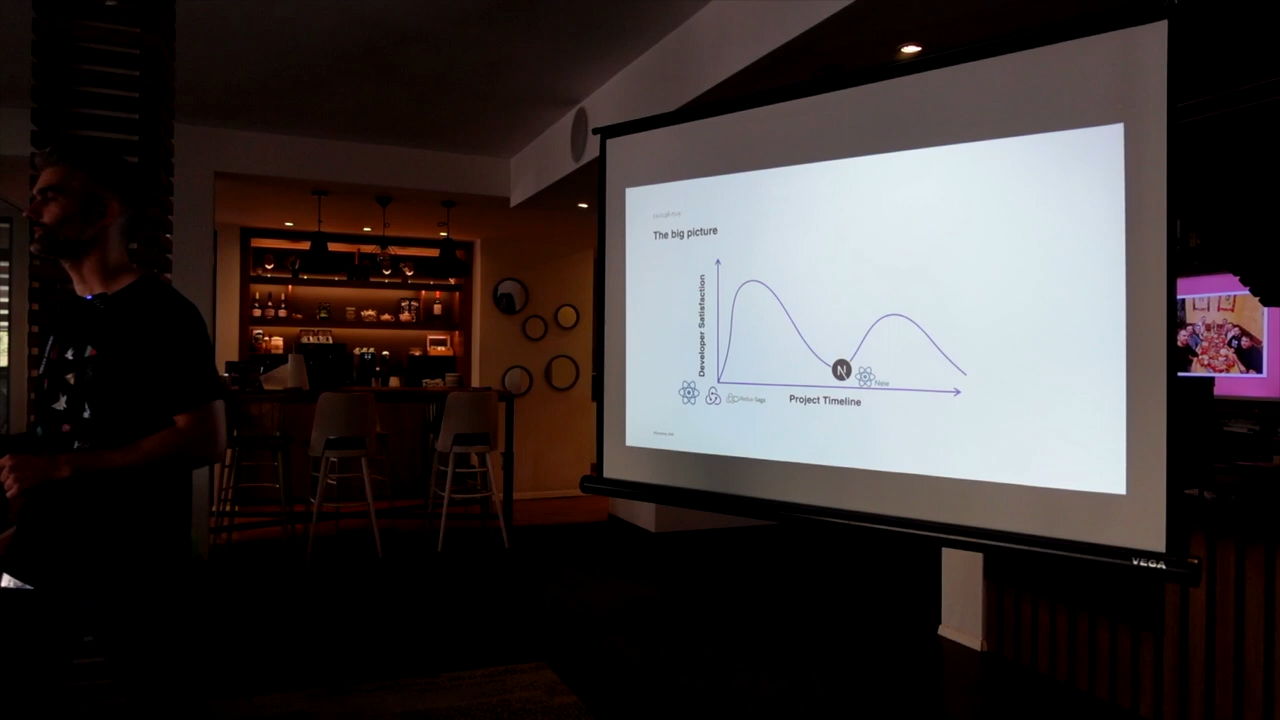 The big picture
Developer Satisfaction
N
New
Redux-Saga
Project Timeline
VEGA